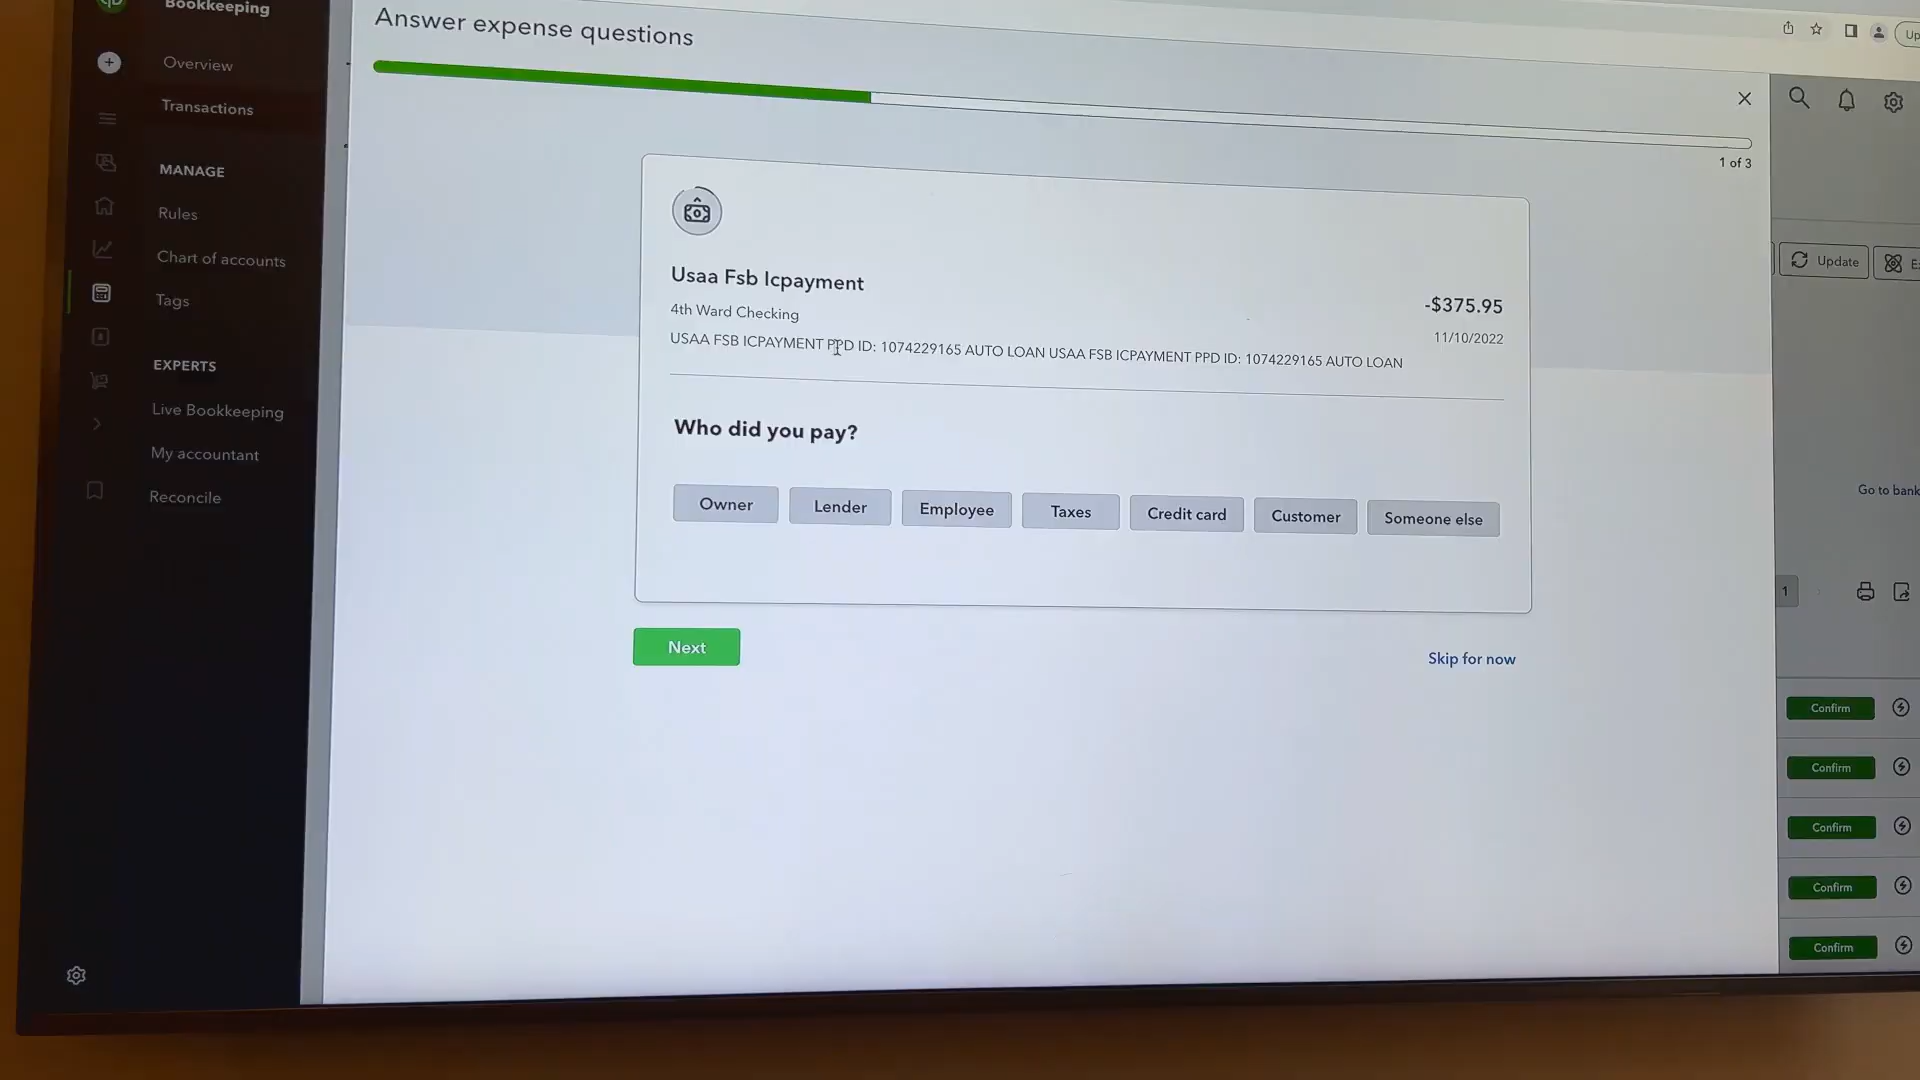 Bookkeeping
Overview
Transactions
MANAGE
Rules
Chart of accounts
Tags
EXPERTS
Live Bookkeeping
My accountant
Reconcile
Answer expense questions
1 of 3
Usaa Fsb Icpayment
4th Ward Checking
USAA FSB ICPAYMENT PPD ID: 1074229165 AUTO LOAN USAA FSB ICPAYMENT PPD ID: 1074229165 AUTO LOAN
-$375.95
11/10/2022
Who did you pay?
Owner
Lender
Employee
Taxes
Credit card
Customer
Someone else
Next
Skip for now
Update
Go to bank
1
Confirm
Confirm
Confirm
Confirm
Confirm